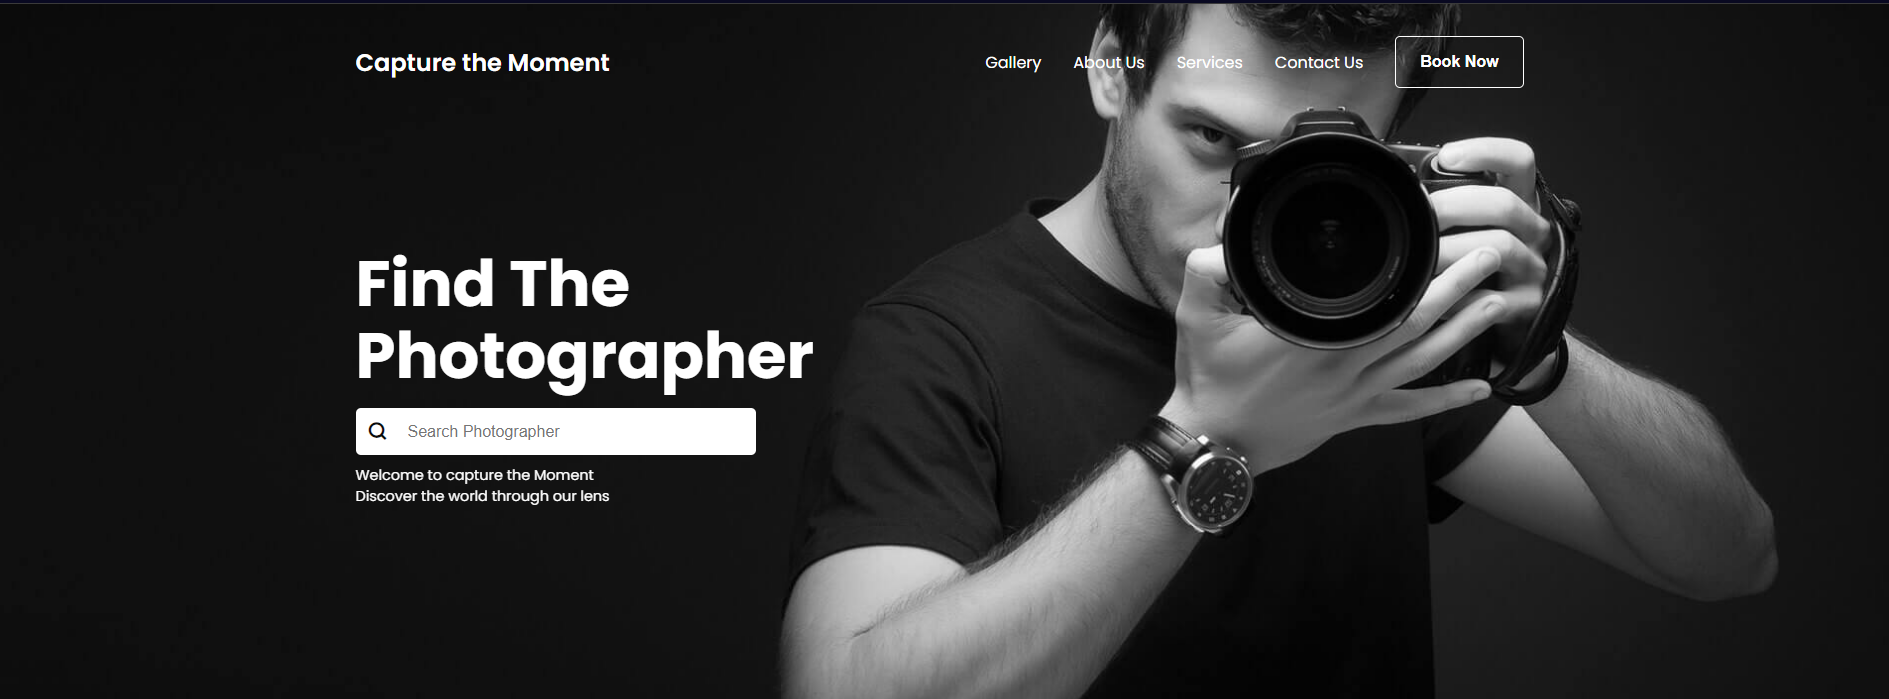 Capture the Moment
Gallery About Us Services Contact Us Book Now
Find The
Photographer
Search Photographer
Welcome to capture the Moment
Discover the world through our lens